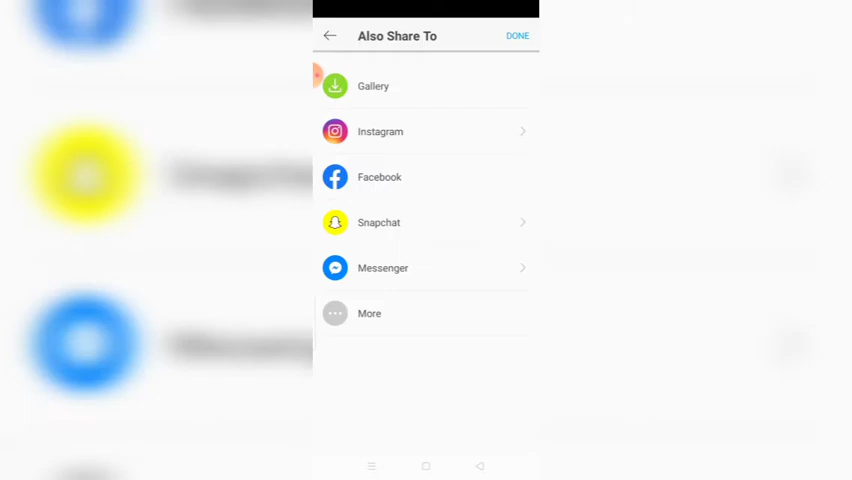 Also Share To
DONE
Gallery
Instagram
Facebook
Snapchat
Messenger
More